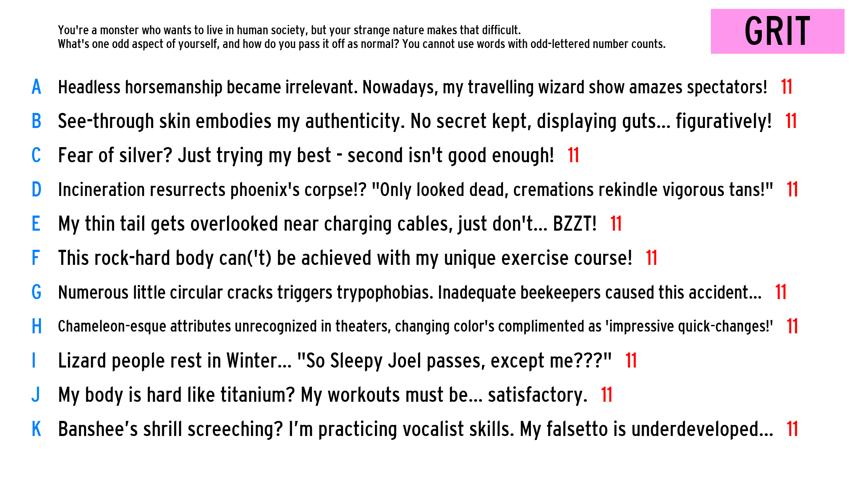 You're a monster who wants to live in human society, but your strange nature makes that difficult.
What's one odd aspect of yourself, and how do you pass it off as normal? You cannot use words with odd-lettered number counts.
GRIT
A Headless horsemanship became irrelevant. Nowadays, my travelling wizard show amazes spectators! 11
B See-through skin embodies my authenticity. No secret kept, displaying guts... figuratively! 11
C Fear of silver? Just trying my best - second isn't good enough! 11
D Incineration resurrects phoenix's corpse!? "Only looked dead, cremations rekindle vigorous tans!" 11
E My thin tail gets overlooked near charging cables, just don't... BZZT! 11
F This rock-hard body can('t) be achieved with my unique exercise course! 11
G Numerous little circular cracks triggers trypophobias. Inadequate beekeepers caused this accident... 11
H Chameleon-esque attributes unrecognized in theaters, changing color's complimented as 'impressive quick-changes!' 11
I Lizard people rest in Winter... "So Sleepy Joel passes, except me???" 11
J My body is hard like titanium? My workouts must be... satisfactory. 11
K Banshee’s shrill screeching? I’m practicing vocalist skills. My falsetto is underdeveloped... 11